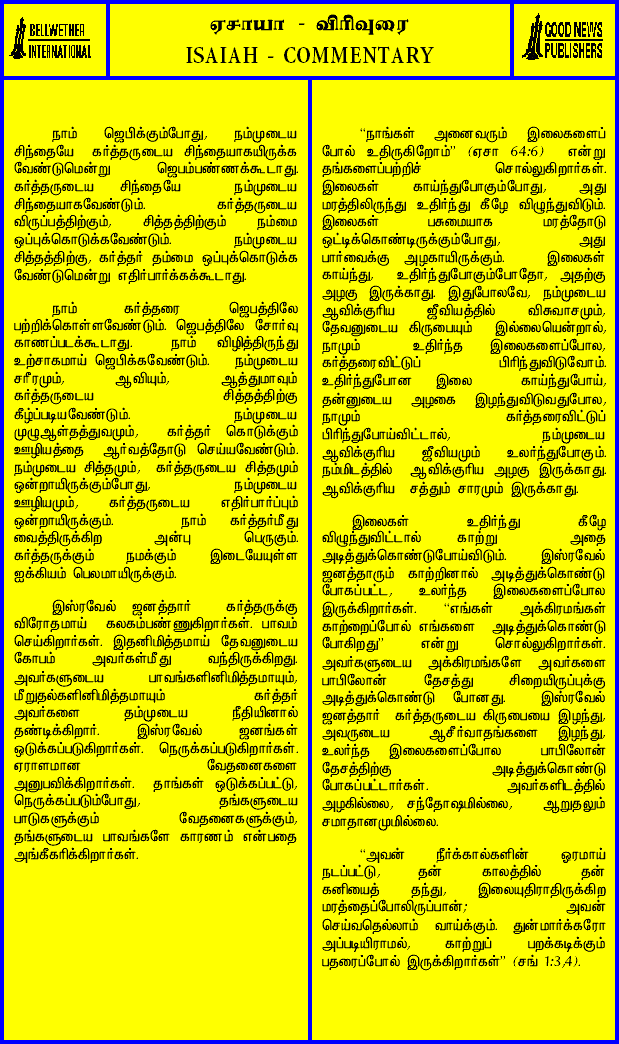 BELLWETHER
INTERNATIONAL
ஏசாயா - விரிவுரை
ISAIAH - COMMENTARY
GOOD NEWS
PUBLISHERS
நாம் ஜெபிக்கும்போது, நம்முடைய
சிந்தையே கர்த்தருடைய சிந்தையாகயிருக்க
வேண்டுமென்று ஜெபம்பண்ணக்கூடாது.
கர்த்தருடைய சிந்தையே நம்முடைய
சிந்தையாகவேண்டும். கர்த்தருடைய
விருப்பத்திற்கும், சித்தத்திற்கும் நம்மை
ஒப்புக்கொடுக்கவேண்டும். நம்முடைய
சித்தத்திற்கு, கர்த்தர் தம்மை ஒப்புக்கொடுக்க
வேண்டுமென்று எதிர்பார்க்கக்கூடாது.
நாம் கர்த்தரை ஜெபத்திலே
பற்றிக்கொள்ளவேண்டும். ஜெபத்திலே சோர்வு
காணப்படக்கூடாது. நாம் விழித்திருந்து
உற்சாகமாய் ஜெபிக்கவேண்டும். நம்முடைய
சரீரமும், ஆவியும், ஆத்துமாவும்
கர்த்தருடைய சித்தத்திற்கு
கீழ்ப்படியவேண்டும். நம்முடைய
முழுஆள்தத்துவமும், கர்த்தர் கொடுக்கும்
ஊழியத்தை ஆர்வத்தோடு செய்யவேண்டும்.
நம்முடைய சித்தமும், கர்த்தருடைய சித்தமும்
ஒன்றாயிருக்கும்போது, நம்முடைய
ஊழியமும், கர்த்தருடைய எதிர்பார்ப்பும்
ஒன்றாயிருக்கும். நாம் கர்த்தர்மீது
வைத்திருக்கிற அன்பு பெருகும்.
கர்த்தருக்கும் நமக்கும் இடையேயுள்ள
ஐக்கியம் பெலமாயிருக்கும்.
இஸ்ரவேல் ஜனத்தார் கர்த்தருக்கு
விரோதமாய் கலகம்பண்ணுகிறார்கள். பாவம்
செய்கிறார்கள். இதனிமித்தமாய் தேவனுடைய
கோபம் அவர்கள்மீது வந்திருக்கிறது.
அவர்களுடைய பாவங்களினிமித்தமாயும்,
மீறுதல்களினிமித்தமாயும் கர்த்தர்
அவர்களை தம்முடைய நீதியினால்
தண்டிக்கிறார். இஸ்ரவேல் ஜனங்கள்
ஒடுக்கப்படுகிறார்கள். நெருக்கப்படுகிறார்கள்.
ஏராளமான வேதனைகளை
அனுபவிக்கிறார்கள். தாங்கள் ஒடுக்கப்பட்டு,
நெருக்கப்படும்போது, தங்களுடைய
பாடுகளுக்கும் வேதனைகளுக்கும்,
தங்களுடைய பாவங்களே காரணம் என்பதை
அங்கீகரிக்கிறார்கள்.
“நாங்கள் அனைவரும் இலைகளைப்
போல் உதிருகிறோம்” (ஏசா 64:6) என்று
தங்களைப்பற்றிச் சொல்லுகிறார்கள்.
இலைகள் காய்ந்துபோகும்போது, அது
மரத்திலிருந்து உதிர்ந்து கீழே விழுந்துவிடும்.
இலைகள் பசுமையாக மரத்தோடு
ஒட்டிக்கொண்டிருக்கும்போது, அது
பார்வைக்கு அழகாயிருக்கும். இலைகள்
காய்ந்து, உதிர்ந்துபோகும்போதோ, அதற்கு
அழகு இருக்காது. இதுபோலவே, நம்முடைய
ஆவிக்குரிய ஜீவியத்தில் விசுவாசமும்,
தேவனுடைய கிருபையும் இல்லையென்றால்,
நாமும் உதிர்ந்த இலைகளைப்போல,
கர்த்தரைவிட்டுப் பிரிந்துவிடுவோம்.
உதிர்ந்துபோன இலை காய்ந்துபோய்,
தன்னுடைய அழகை இழந்துவிடுவதுபோல,
நாமும் கர்த்தரைவிட்டுப்
பிரிந்துபோய்விட்டால், நம்முடைய
ஆவிக்குரிய ஜீவியமும் உலர்ந்துபோகும்.
நம்மிடத்தில் ஆவிக்குரிய அழகு இருக்காது.
ஆவிக்குரிய சத்தும் சாரமும் இருக்காது.
இலைகள் உதிர்ந்து கீழே
விழுந்துவிட்டால் காற்று அதை
அடித்துக்கொண்டுபோய்விடும். இஸ்ரவேல்
ஜனத்தாரும் காற்றினால் அடித்துக்கொண்டு
போகப்பட்ட, உலர்ந்த இலைகளைப்போல
இருக்கிறார்கள். “எங்கள் அக்கிரமங்கள்
காற்றைப்போல் எங்களை அடித்துக்கொண்டு
போகிறது” என்று சொல்லுகிறார்கள்.
அவர்களுடைய அக்கிரமங்களே அவர்களை
பாபிலோன் தேசத்து சிறையிருப்புக்கு
அடித்துக்கொண்டு போனது. இஸ்ரவேல்
ஜனத்தார் கர்த்தருடைய கிருபையை இழந்து,
அவருடைய ஆசீர்வாதங்களை இழந்து,
உலர்ந்த இலைகளைப்போல பாபிலோன்
தேசத்திற்கு அடித்துக்கொண்டு
போகப்பட்டார்கள். அவர்களிடத்தில்
அழகில்லை, சந்தோஷமில்லை, ஆறுதலும்
சமாதானமுமில்லை.
“அவன் நீர்க்கால்களின் ஓரமாய்
நடப்பட்டு, தன் காலத்தில் தன்
கனியைத் தந்து, இலையுதிராதிருக்கிற
மரத்தைப்போலிருப்பான்; அவன்
செய்வதெல்லாம் வாய்க்கும். துன்மார்க்கரோ
அப்படியிராமல், காற்றுப் பறக்கடிக்கும்
பதரைப்போல் இருக்கிறார்கள்” (சங் 1:3,4).